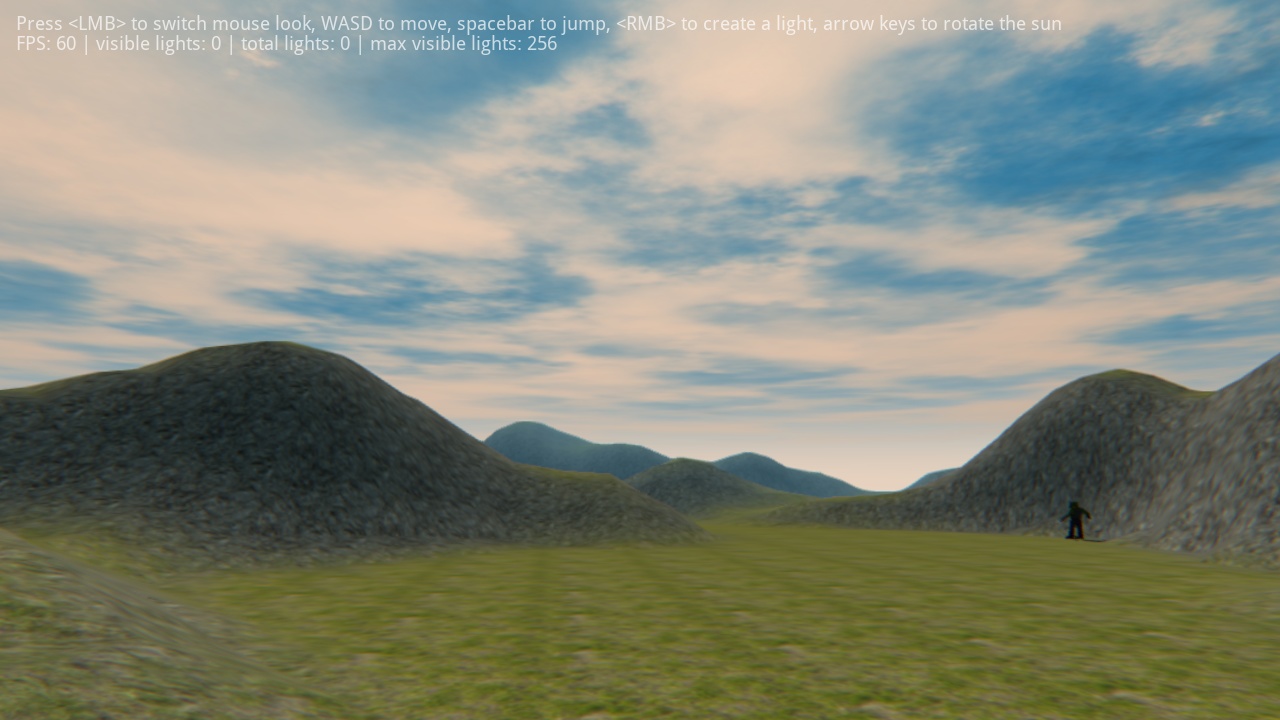 Press <LMB> to switch mouse look, WASD to move, spacebar to jump, <RMB> to create a light, arrow keys to rotate the sun
FPS: 60 | visible lights: 0 | total lights: 0 | max visible lights: 256